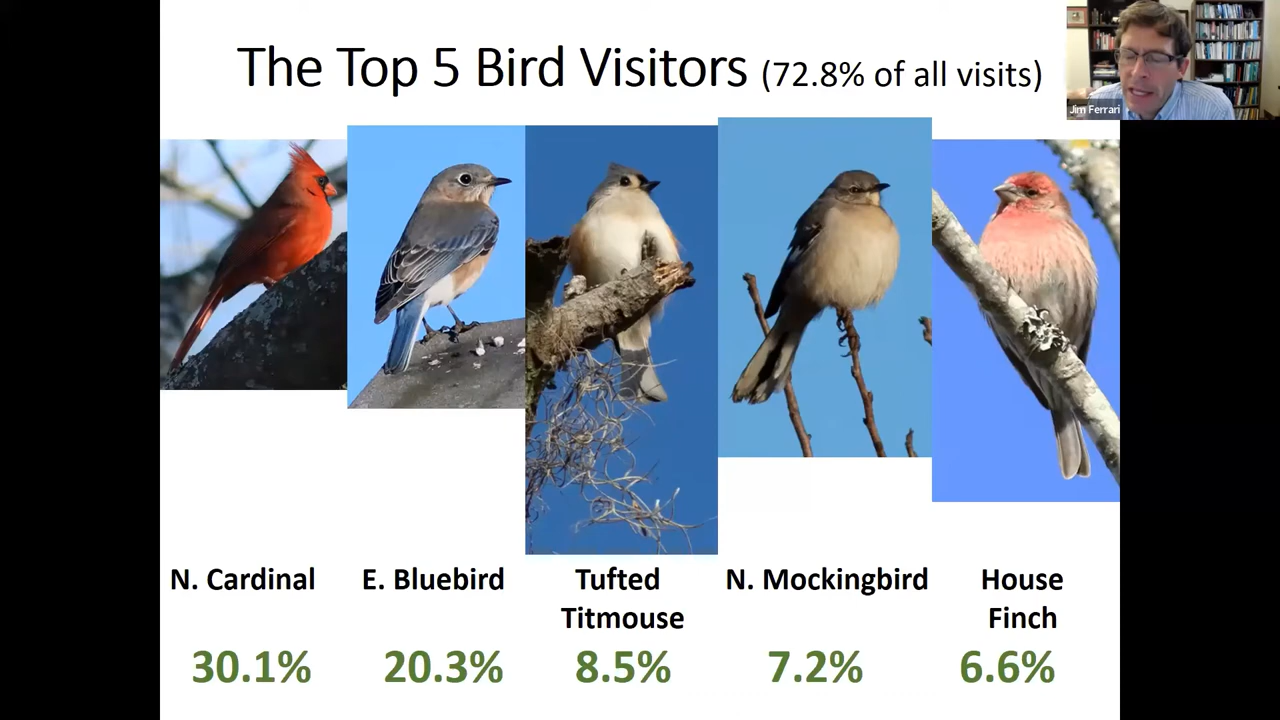 The Top 5 Bird Visitors (72.8% of all visits)
Jim Ferrari
N. Cardinal
E. Bluebird
Tufted
Titmouse
N. Mockingbird
House
Finch
30.1%
20.3%
8.5%
7.2%
6.6%